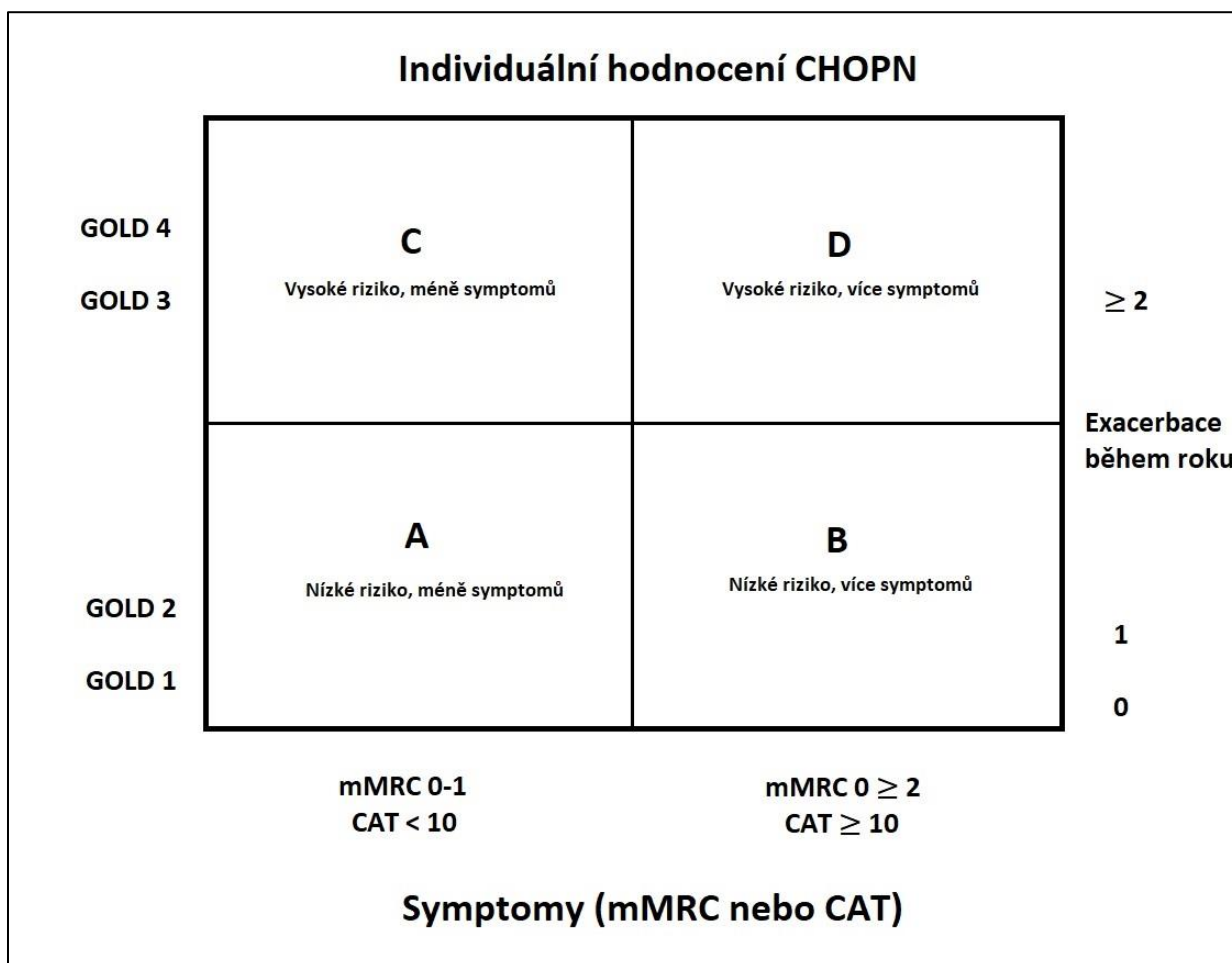 Individuální hodnocení CHOPN
GOLD 4
GOLD 3
C
Vysoké riziko, méně symptomů
D
Vysoké riziko, více symptomů
≥ 2
Exacerbace
během roku
A
Nízké riziko, méně symptomů
B
Nízké riziko, více symptomů
GOLD 2
GOLD 1
1
0
mMRC 0-1
CAT < 10
mMRC 0 ≥ 2
CAT ≥ 10
Symptomy (mMRC nebo CAT)